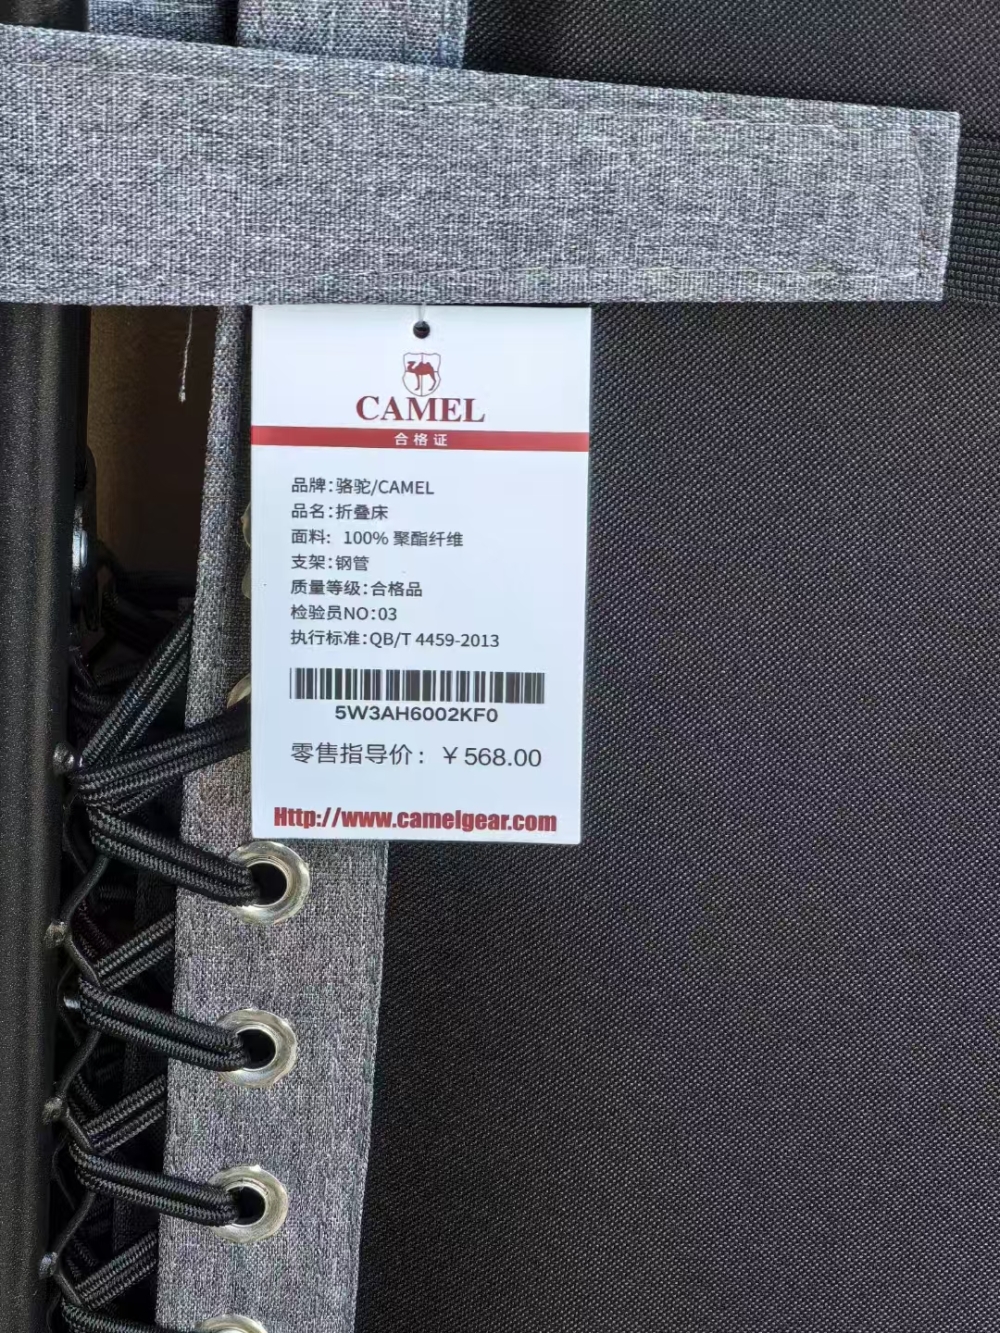 CAMEL
合格证
品牌:骆驼/CAMEL
品名:折叠床
面料: 100% 聚酯纤维
支架:钢管
质量等级:合格品
检验员NO:03
执行标准:QB/T 4459-2013
5W3AH6002KF0
零售指导价: ￥568.00
Http://www.camelgear.com